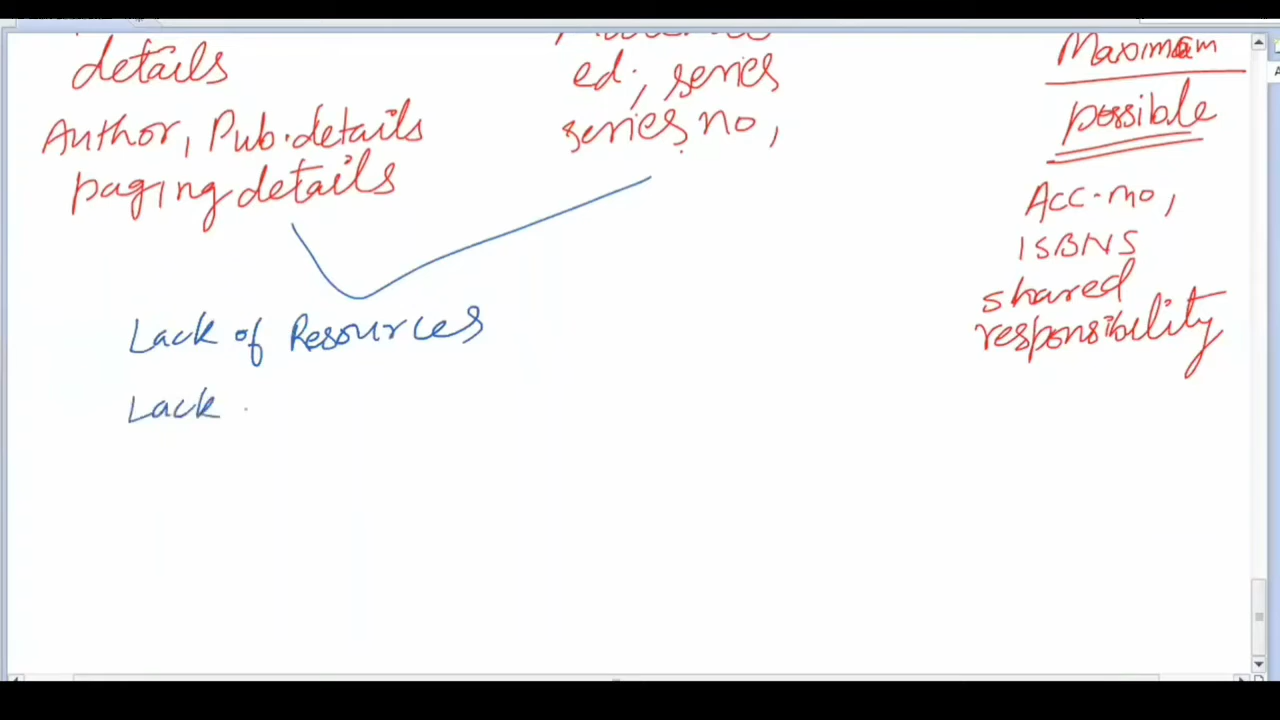 details
Author, Pub. details
paging details
ed; series
series no,
Maximum
possible
Acc. no,
ISBNS
shared
responsibility
Lack of Resources
Lack